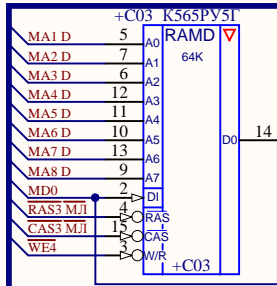 +C03 К565РУ5Г
MA1 D 5 A0 RAMD
MA2 D 7 A1 64K
MA3 D 6 A2
MA4 D 12 A3
MA5 D 11 A4
MA6 D 10 A5 D0 14
MA7 D 13 A6
MA8 D 9 A7
MD0 2 DI
RAS3 МЛ 4 RAS
CAS3 МЛ 15 CAS
WE4 3 W/R
+C03